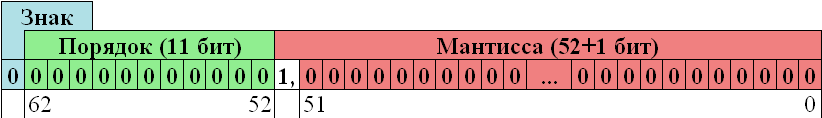 Знак
Порядок (11 бит) Мантисса (52+1 бит)
0 0 0 0 0 0 0 0 0 0 0 0 1, 0 0 0 0 0 0 0 0 0 0 ... 0 0 0 0 0 0 0 0 0 0 0
62 52 51 0